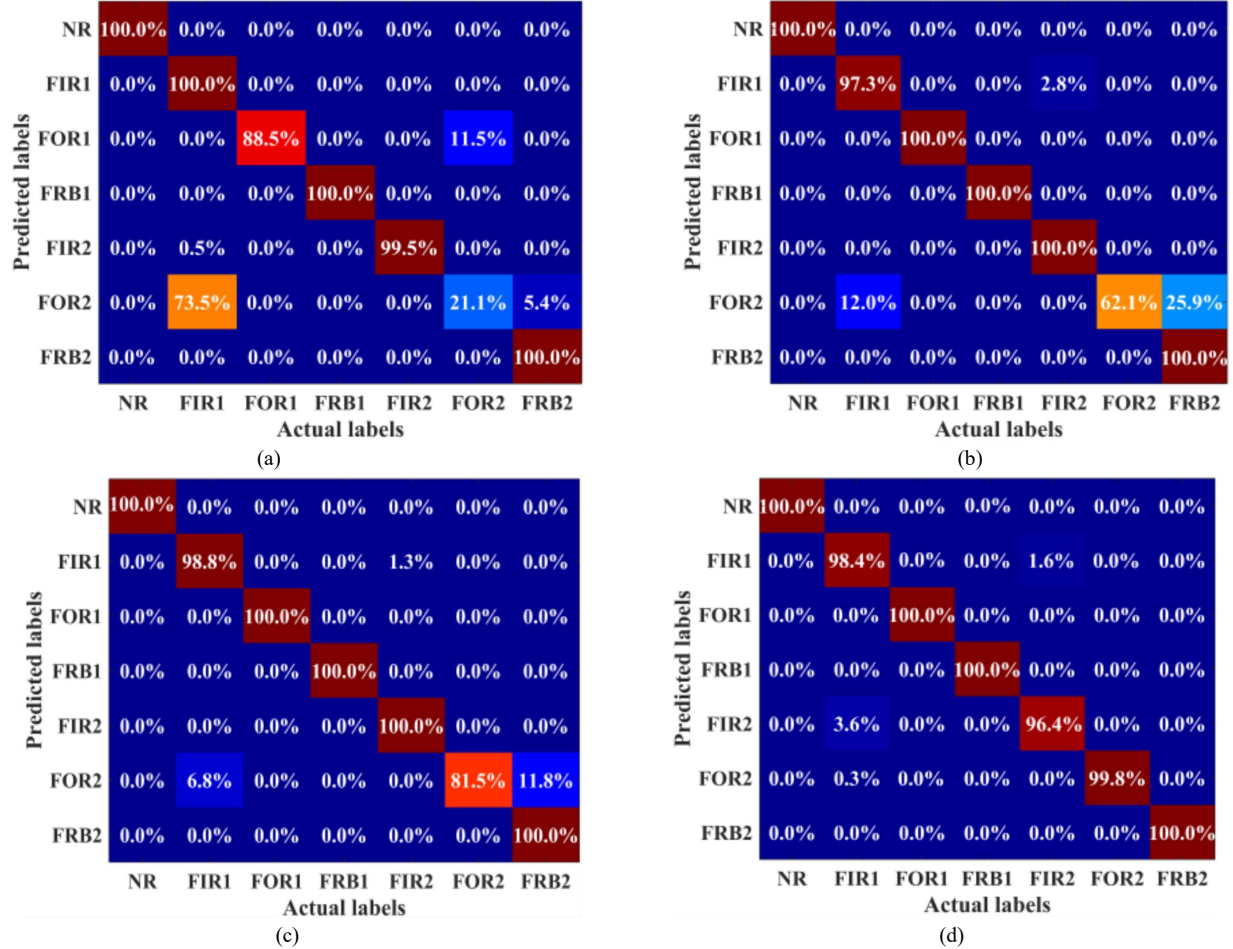 NR 100.0% 0.0% 0.0% 0.0% 0.0% 0.0% 0.0%
FIR1 0.0% 100.0% 0.0% 0.0% 0.0% 0.0% 0.0%
FOR1 0.0% 0.0% 88.5% 0.0% 0.0% 11.5% 0.0%
FRB1 0.0% 0.0% 0.0% 100.0% 0.0% 0.0% 0.0%
FIR2 0.0% 0.5% 0.0% 0.0% 99.5% 0.0% 0.0%
FOR2 0.0% 73.5% 0.0% 0.0% 0.0% 21.1% 5.4%
FRB2 0.0% 0.0% 0.0% 0.0% 0.0% 0.0% 100.0%
Predicted labels
NR FIR1 FOR1 FRB1 FIR2 FOR2 FRB2
Actual labels
(a)
NR 100.0% 0.0% 0.0% 0.0% 0.0% 0.0% 0.0%
FIR1 0.0% 97.3% 0.0% 0.0% 2.8% 0.0% 0.0%
FOR1 0.0% 0.0% 100.0% 0.0% 0.0% 0.0% 0.0%
FRB1 0.0% 0.0% 0.0% 100.0% 0.0% 0.0% 0.0%
FIR2 0.0% 0.0% 0.0% 0.0% 100.0% 0.0% 0.0%
FOR2 0.0% 12.0% 0.0% 0.0% 0.0% 62.1% 25.9%
FRB2 0.0% 0.0% 0.0% 0.0% 0.0% 0.0% 100.0%
Predicted labels
NR FIR1 FOR1 FRB1 FIR2 FOR2 FRB2
Actual labels
(b)
NR 100.0% 0.0% 0.0% 0.0% 0.0% 0.0% 0.0%
FIR1 0.0% 98.8% 0.0% 0.0% 1.3% 0.0% 0.0%
FOR1 0.0% 0.0% 100.0% 0.0% 0.0% 0.0% 0.0%
FRB1 0.0% 0.0% 0.0% 100.0% 0.0% 0.0% 0.0%
FIR2 0.0% 0.0% 0.0% 0.0% 100.0% 0.0% 0.0%
FOR2 0.0% 6.8% 0.0% 0.0% 0.0% 81.5% 11.8%
FRB2 0.0% 0.0% 0.0% 0.0% 0.0% 0.0% 100.0%
Predicted labels
NR FIR1 FOR1 FRB1 FIR2 FOR2 FRB2
Actual labels
(c)
NR 100.0% 0.0% 0.0% 0.0% 0.0% 0.0% 0.0%
FIR1 0.0% 98.4% 0.0% 0.0% 1.6% 0.0% 0.0%
FOR1 0.0% 0.0% 100.0% 0.0% 0.0% 0.0% 0.0%
FRB1 0.0% 0.0% 0.0% 100.0% 0.0% 0.0% 0.0%
FIR2 0.0% 3.6% 0.0% 0.0% 96.4% 0.0% 0.0%
FOR2 0.0% 0.3% 0.0% 0.0% 0.0% 99.8% 0.0%
FRB2 0.0% 0.0% 0.0% 0.0% 0.0% 0.0% 100.0%
Predicted labels
NR FIR1 FOR1 FRB1 FIR2 FOR2 FRB2
Actual labels
(d)